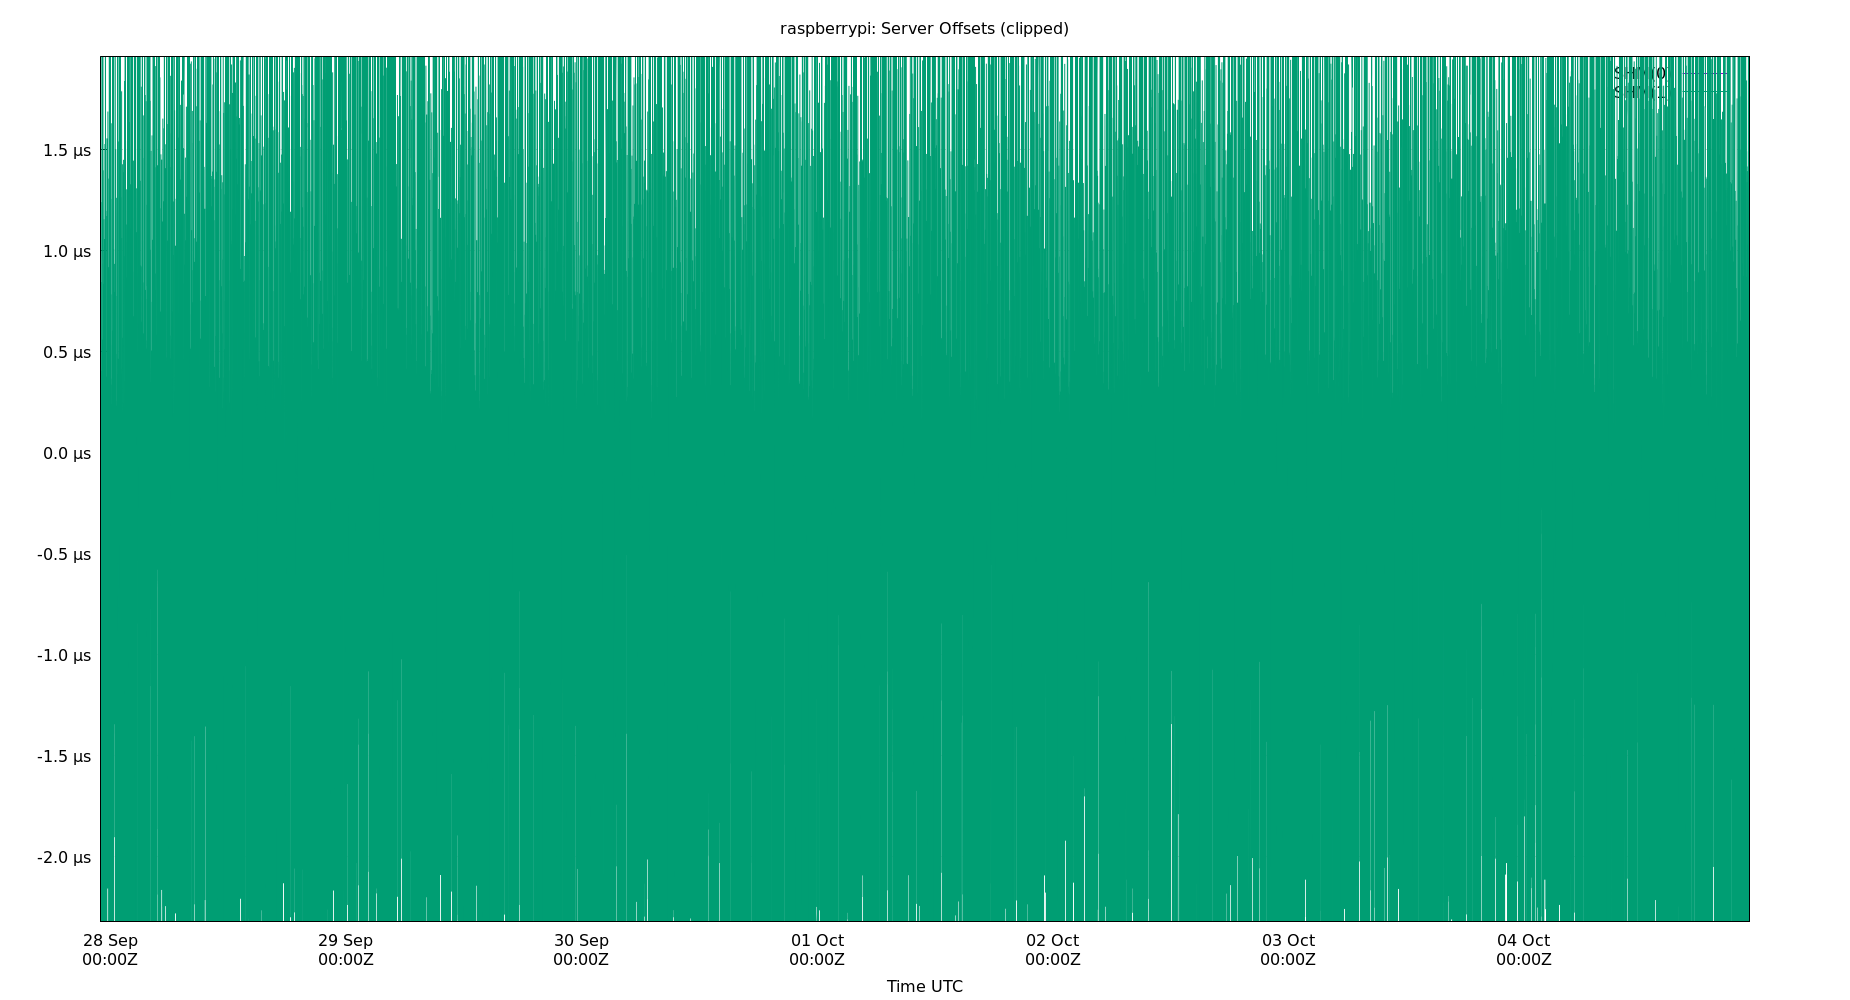 raspberrypi: Server Offsets (clipped)
1.5 µs
1.0 µs
0.5 µs
0.0 µs
-0.5 µs
-1.0 µs
-1.5 µs
-2.0 µs
28 Sep 29 Sep 30 Sep 01 Oct 02 Oct 03 Oct 04 Oct
00:00Z 00:00Z 00:00Z 00:00Z 00:00Z 00:00Z 00:00Z
Time UTC